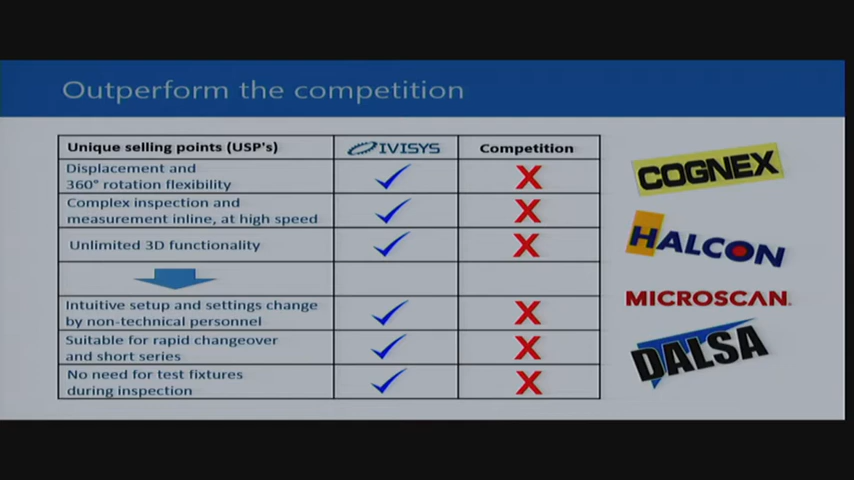 Outperform the competition
Unique selling points (USP's) IVISYS Competition
Displacement and
360° rotation flexibility
Complex inspection and
measurement inline, at high speed
Unlimited 3D functionality
Intuitive setup and settings change
by non-technical personnel
Suitable for rapid changeover
and short series
No need for test fixtures
during inspection
COGNEX
HALCON
MICROSCAN
DALSA